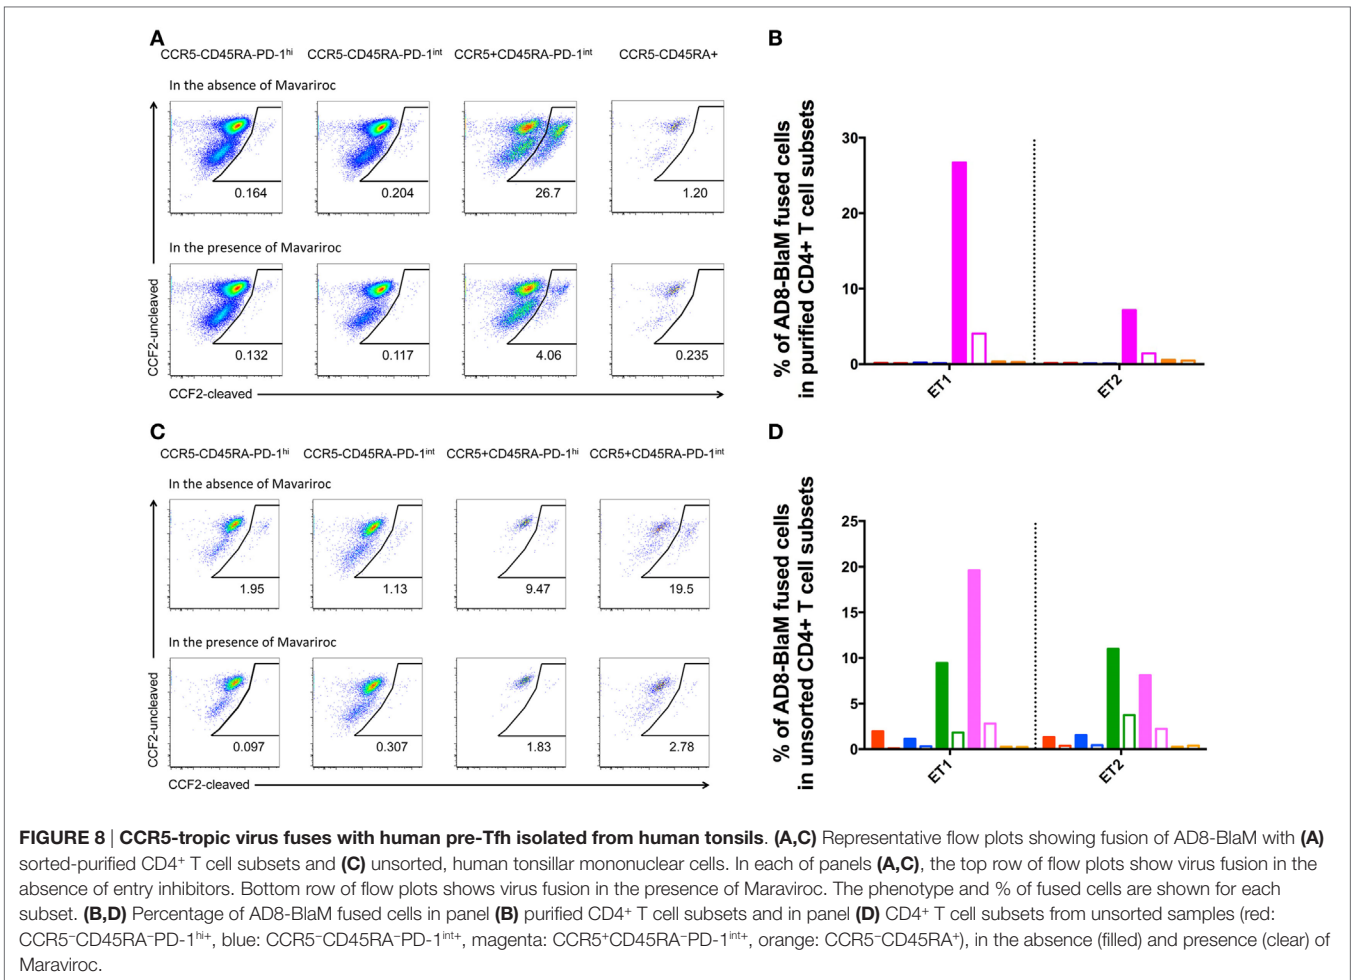 A
CCR5-CD45RA-PD-1hi CCR5-CD45RA-PD-1int CCR5+CD45RA-PD-1int CCR5-CD45RA+
In the absence of Mavariroc
0.164 0.204 26.7 1.20
In the presence of Mavariroc
0.132 0.117 4.06 0.235
CCF2-uncleaved
CCF2-cleaved
B
% of AD8-BlaM fused cells
in purified CD4+ T cell subsets
30
20
10
0
ET1 ET2
C
CCR5-CD45RA-PD-1hi CCR5-CD45RA-PD-1int CCR5+CD45RA-PD-1hi CCR5+CD45RA-PD-1int
In the absence of Mavariroc
1.95 1.13 9.47 19.5
In the presence of Mavariroc
0.097 0.307 1.83 2.78
CCF2-uncleaved
CCF2-cleaved
D
% of AD8-BlaM fused cells
in unsorted CD4+ T cell subsets
25
20
15
10
5
0
ET1 ET2
FIGURE 8 | CCR5-tropic virus fuses with human pre-Tfh isolated from human tonsils. (A,C) Representative flow plots showing fusion of AD8-BlaM with (A)
sorted-purified CD4⁺ T cell subsets and (C) unsorted, human tonsillar mononuclear cells. In each of panels (A,C), the top row of flow plots show virus fusion in the
absence of entry inhibitors. Bottom row of flow plots shows virus fusion in the presence of Maraviroc. The phenotype and % of fused cells are shown for each
subset. (B,D) Percentage of AD8-BlaM fused cells in panel (B) purified CD4⁺ T cell subsets and in panel (D) CD4⁺ T cell subsets from unsorted samples (red:
CCR5⁻CD45RA⁻PD-1hi+, blue: CCR5⁻CD45RA⁻PD-1int+, magenta: CCR5⁺CD45RA⁻PD-1int+, orange: CCR5⁻CD45RA⁺), in the absence (filled) and presence (clear) of
Maraviroc.